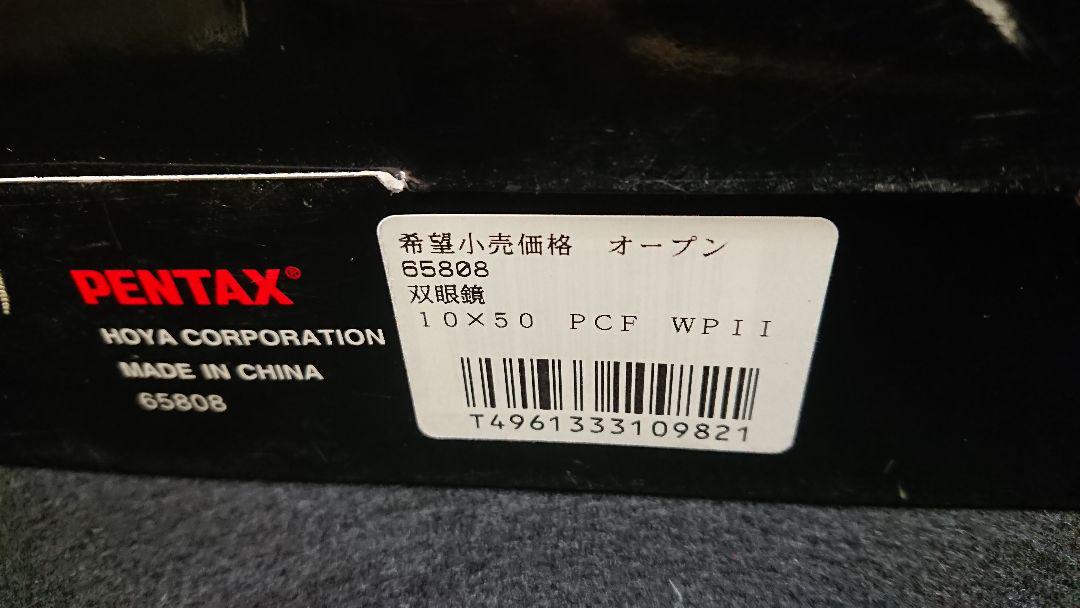 PENTAX®
HOYA CORPORATION
MADE IN CHINA
65808
希望小売価格　オープン
65808
双眼鏡
１０×５０　ＰＣＦ　ＷＰＩＩ
T4961333109821